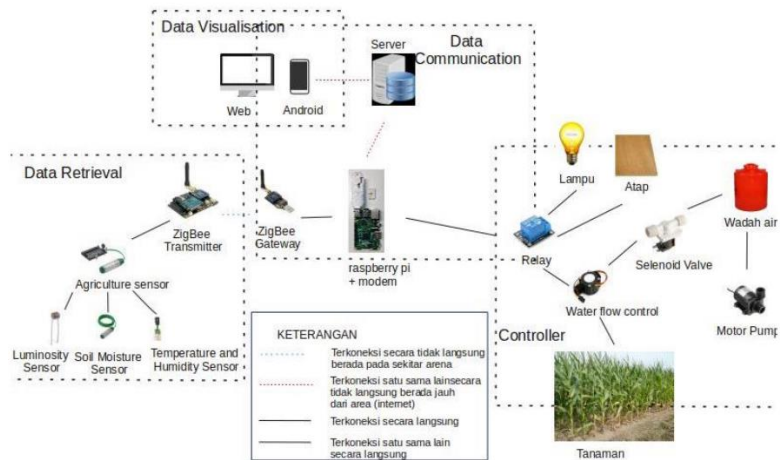 Data Visualisation
Web
Android
Server
Data
Communication
Data Retrieval
ZigBee
Transmitter
ZigBee
Gateway
raspberry pi
+ modem
Agriculture sensor
Luminosity
Sensor
Soil Moisture
Sensor
Temperature and
Humidity Sensor
Lampu
Atap
Wadah air
Relay
Selenoid Valve
Water flow control
Motor Pump
Controller
Tanaman
KETERANGAN
Terkoneksi secara tidak langsung
berada pada sekitar arena
Terkoneksi satu sama lainsecara
tidak langsung berada jauh
dari area (internet)
Terkoneksi secara langsung
Terkoneksi satu sama lain
secara langsung